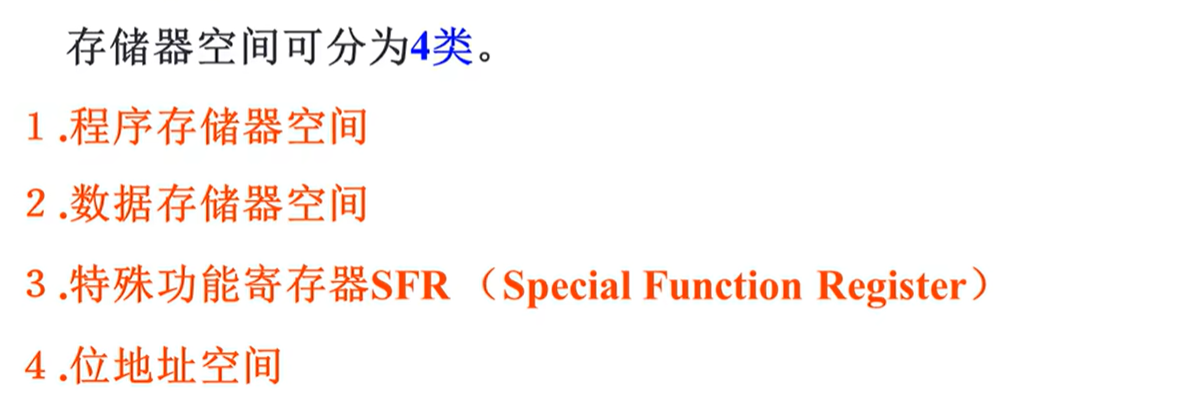 存储器空间可分为4类。
1 .程序存储器空间
2 .数据存储器空间
3 .特殊功能寄存器SFR （Special Function Register）
4 .位地址空间